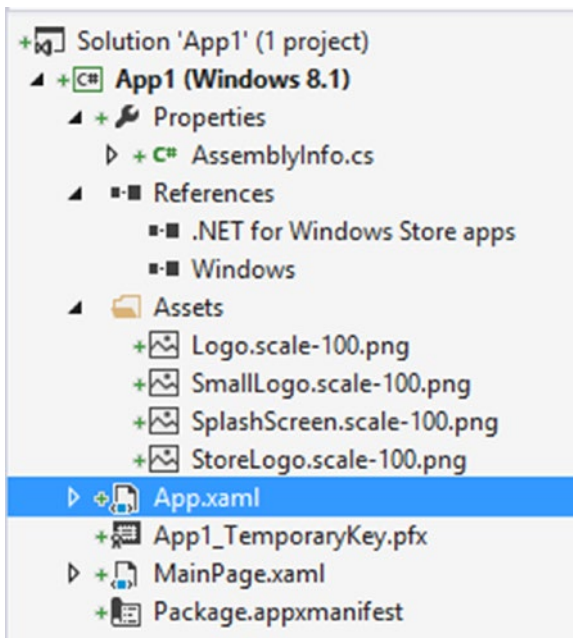 Solution 'App1' (1 project)
C# App1 (Windows 8.1)
Properties
C# AssemblyInfo.cs
References
.NET for Windows Store apps
Windows
Assets
Logo.scale-100.png
SmallLogo.scale-100.png
SplashScreen.scale-100.png
StoreLogo.scale-100.png
App.xaml
App1_TemporaryKey.pfx
MainPage.xaml
Package.appxmanifest